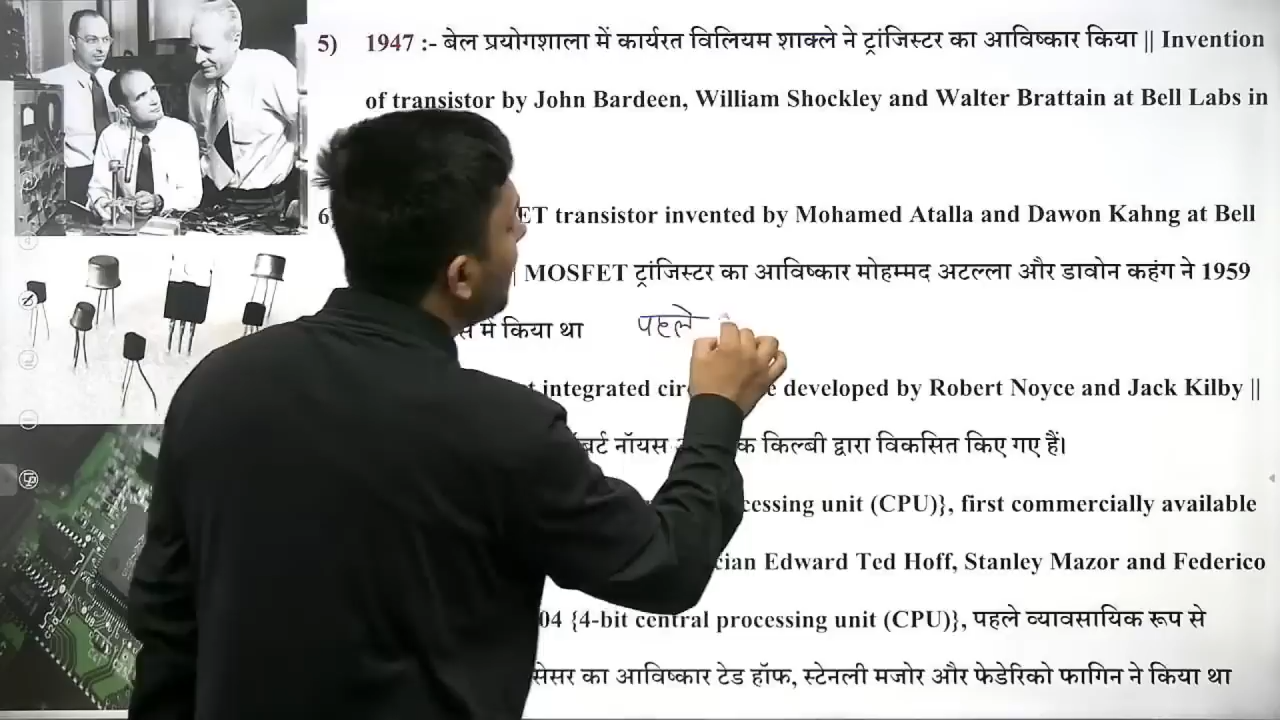 5) 1947 :- बेल प्रयोगशाला में कार्यरत विलियम शाक्ले ने ट्रांजिस्टर का आविष्कार किया || Invention
of transistor by John Bardeen, William Shockley and Walter Brattain at Bell Labs in
6 ET transistor invented by Mohamed Atalla and Dawon Kahng at Bell
| MOSFET ट्रांजिस्टर का आविष्कार मोहम्मद अटल्ला और डावोन कहंग ने 1959
में किया था पहले
integrated developed by Robert Noyce and Jack Kilby ||
नॉयस किल्बी द्वारा विकसित किए गए हैं।
unit (CPU)}, first commercially available
Edward Ted Hoff, Stanley Mazor and Federico
04 {4-bit central processing unit (CPU)}, पहले व्यावसायिक रूप से
का आविष्कार टेड हॉफ, स्टेनली मजोर और फेडेरिको फागिन ने किया था